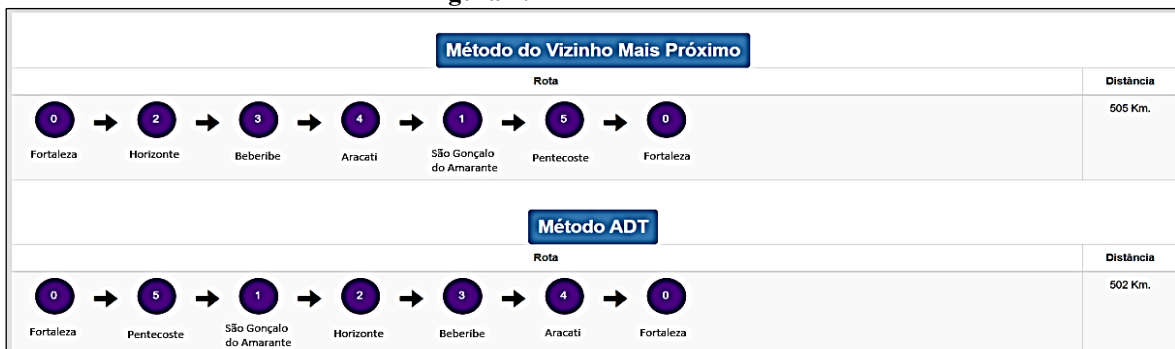 Método do Vizinho Mais Próximo
Rota Distância
0 2 3 4 1 5 0 505 Km.
Fortaleza Horizonte Beberibe Aracati São Gonçalo do Amarante Pentecoste Fortaleza
Método ADT
Rota Distância
0 5 1 2 3 4 0 502 Km.
Fortaleza Pentecoste São Gonçalo do Amarante Horizonte Beberibe Aracati Fortaleza